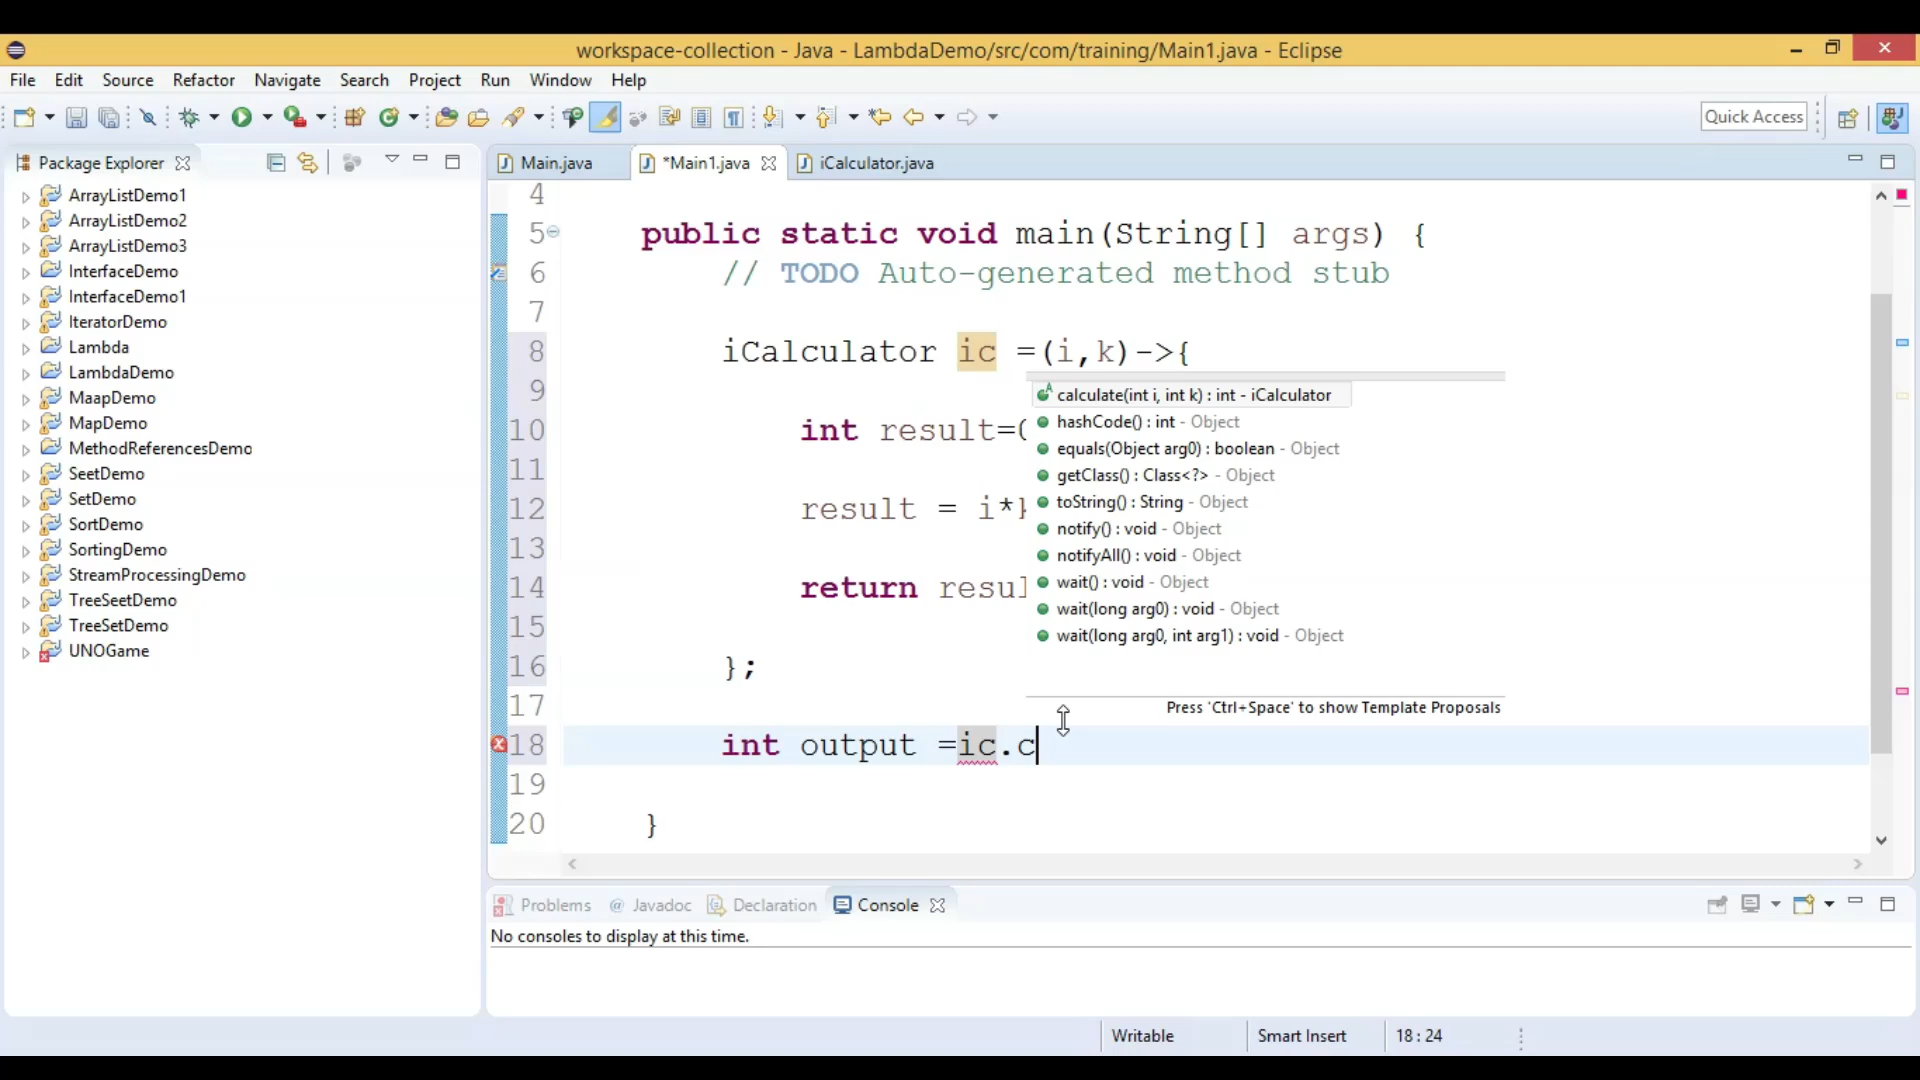 workspace-collection - Java - LambdaDemo/src/com/training/Main1.java - Eclipse
File Edit Source Refactor Navigate Search Project Run Window Help
Quick Access
Package Explorer
ArrayListDemo1
ArrayListDemo2
ArrayListDemo3
InterfaceDemo
InterfaceDemo1
IteratorDemo
Lambda
LambdaDemo
MaapDemo
MapDemo
MethodReferencesDemo
SeetDemo
SetDemo
SortDemo
SortingDemo
StreamProcessingDemo
TreeSeetDemo
TreeSetDemo
UNOGame
Main.java *Main1.java iCalculator.java
4
5 public static void main(String[] args) {
6 // TODO Auto-generated method stub
7
8 iCalculator ic =(i,k)->{
9
10 int result=
11
12 result = i*
13
14 return resul
15
16 };
17
18 int output =ic.c
19
20 }
calculate(int i, int k) : int - iCalculator
hashCode() : int - Object
equals(Object arg0) : boolean - Object
getClass() : Class<?> - Object
toString() : String - Object
notify() : void - Object
notifyAll() : void - Object
wait() : void - Object
wait(long arg0) : void - Object
wait(long arg0, int arg1) : void - Object
Press 'Ctrl+Space' to show Template Proposals
Problems @ Javadoc Declaration Console
No consoles to display at this time.
Writable Smart Insert 18 : 24